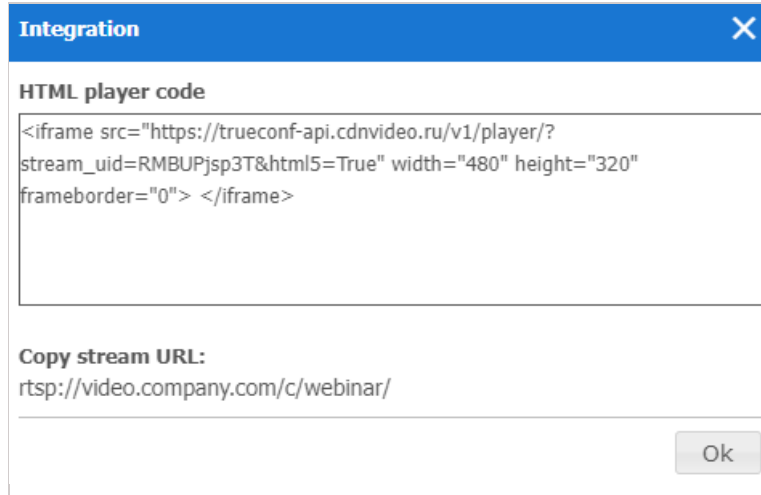 Integration
HTML player code
<iframe src="https://trueconf-api.cdnvideo.ru/v1/player/?
stream_uid=RMBUPjsp3T&html5=True" width="480" height="320"
frameborder="0"> </iframe>
Copy stream URL:
rtsp://video.company.com/c/webinar/
Ok